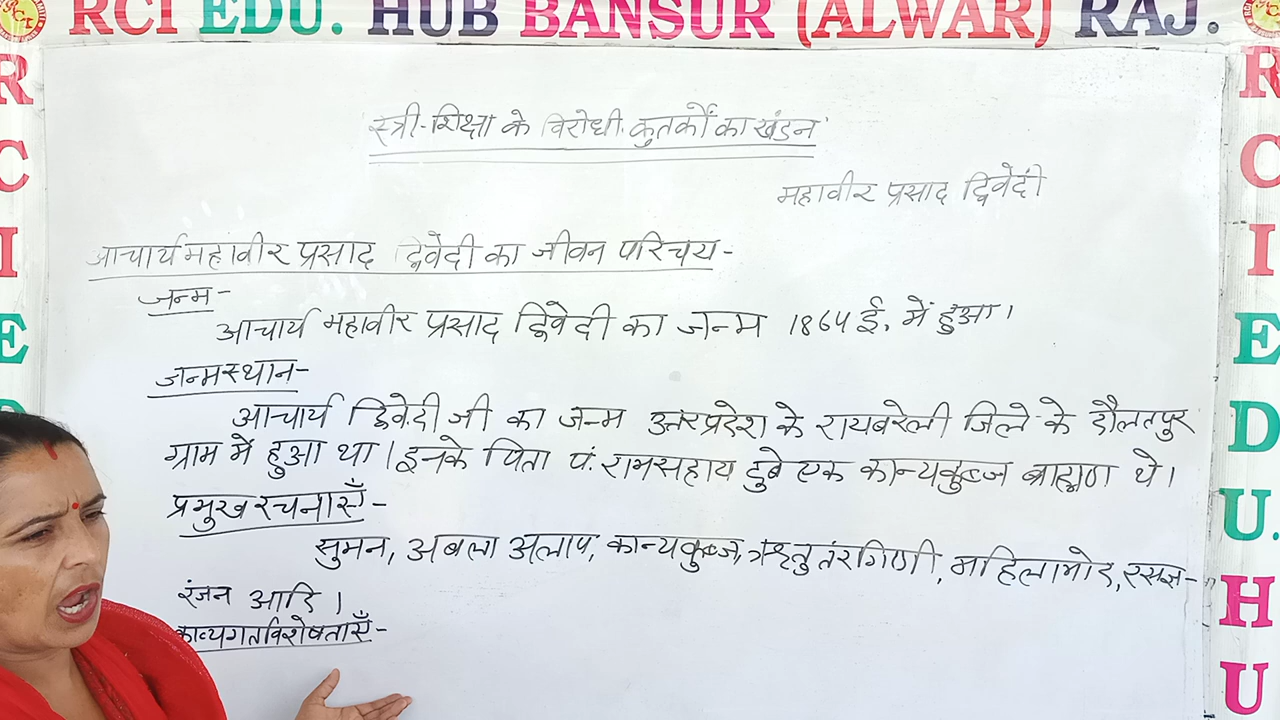 RCI EDU. HUB BANSUR (ALWAR) RAJ.
स्त्री-शिक्षा के विरोधी कुतर्कों का खंडन
महावीर प्रसाद द्विवेदी
आचार्य महावीर प्रसाद द्विवेदी का जीवन परिचय-
जन्म-
आचार्य महावीर प्रसाद द्विवेदी का जन्म 1864 ई. में हुआ।
जन्मस्थान-
आचार्य द्विवेदी जी का जन्म उत्तरप्रदेश के रायबरेली जिले के दौलतपुर
ग्राम में हुआ था। इनके पिता पं. रामसहाय दुबे एक कान्यकुब्ज ब्राह्मण थे।
प्रमुख रचनाएँ-
सुमन, अबला अलाप, कान्यकुब्ज, ऋतु तंरगिणी, महिलामोद, रसज्ञ-
रंजन आदि।
काव्यगत विशेषताएँ-
R
C
I
E
D
R
C
I
E
D
U.
H
U